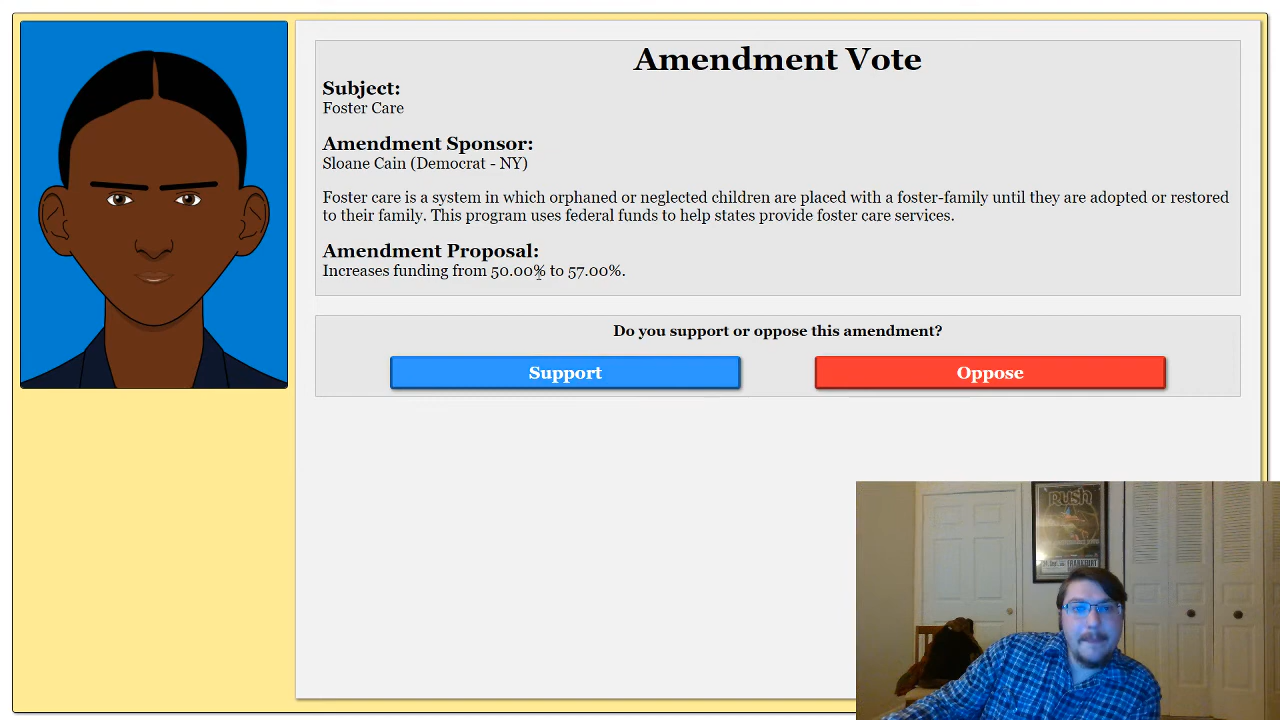 Amendment Vote
Subject:
Foster Care
Amendment Sponsor:
Sloane Cain (Democrat - NY)
Foster care is a system in which orphaned or neglected children are placed with a foster-family until they are adopted or restored
to their family. This program uses federal funds to help states provide foster care services.
Amendment Proposal:
Increases funding from 50.00% to 57.00%.
Do you support or oppose this amendment?
Support
Oppose
RUSH